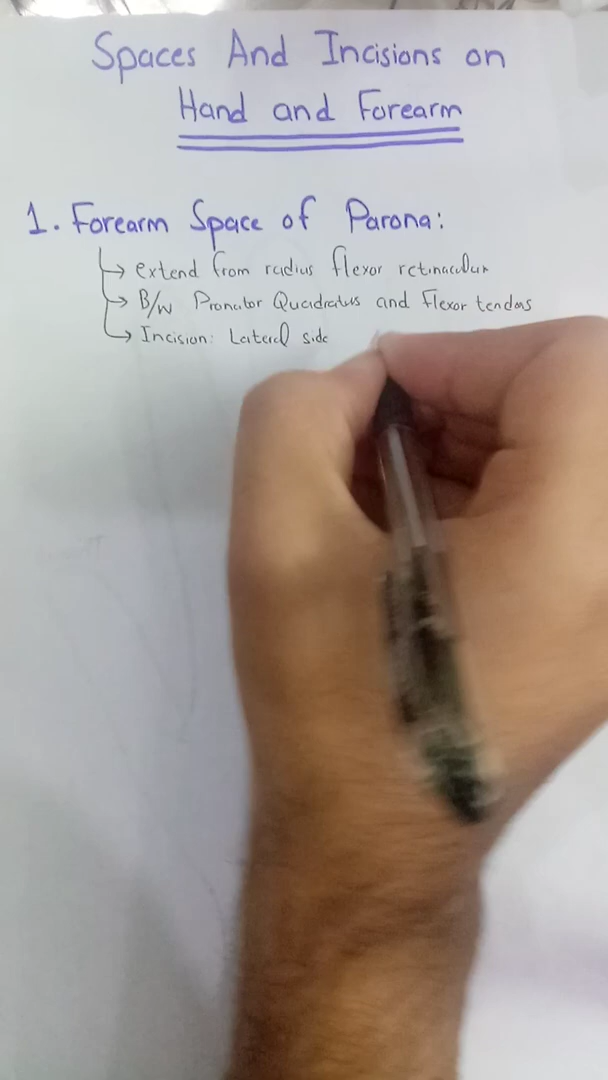 Spaces And Incisions on
Hand and Forearm
1. Forearm Space of Parona:
extend from radius flexor retinacular
B/W Pronator Quadratus and Flexor tendons
Incision: Lateral side